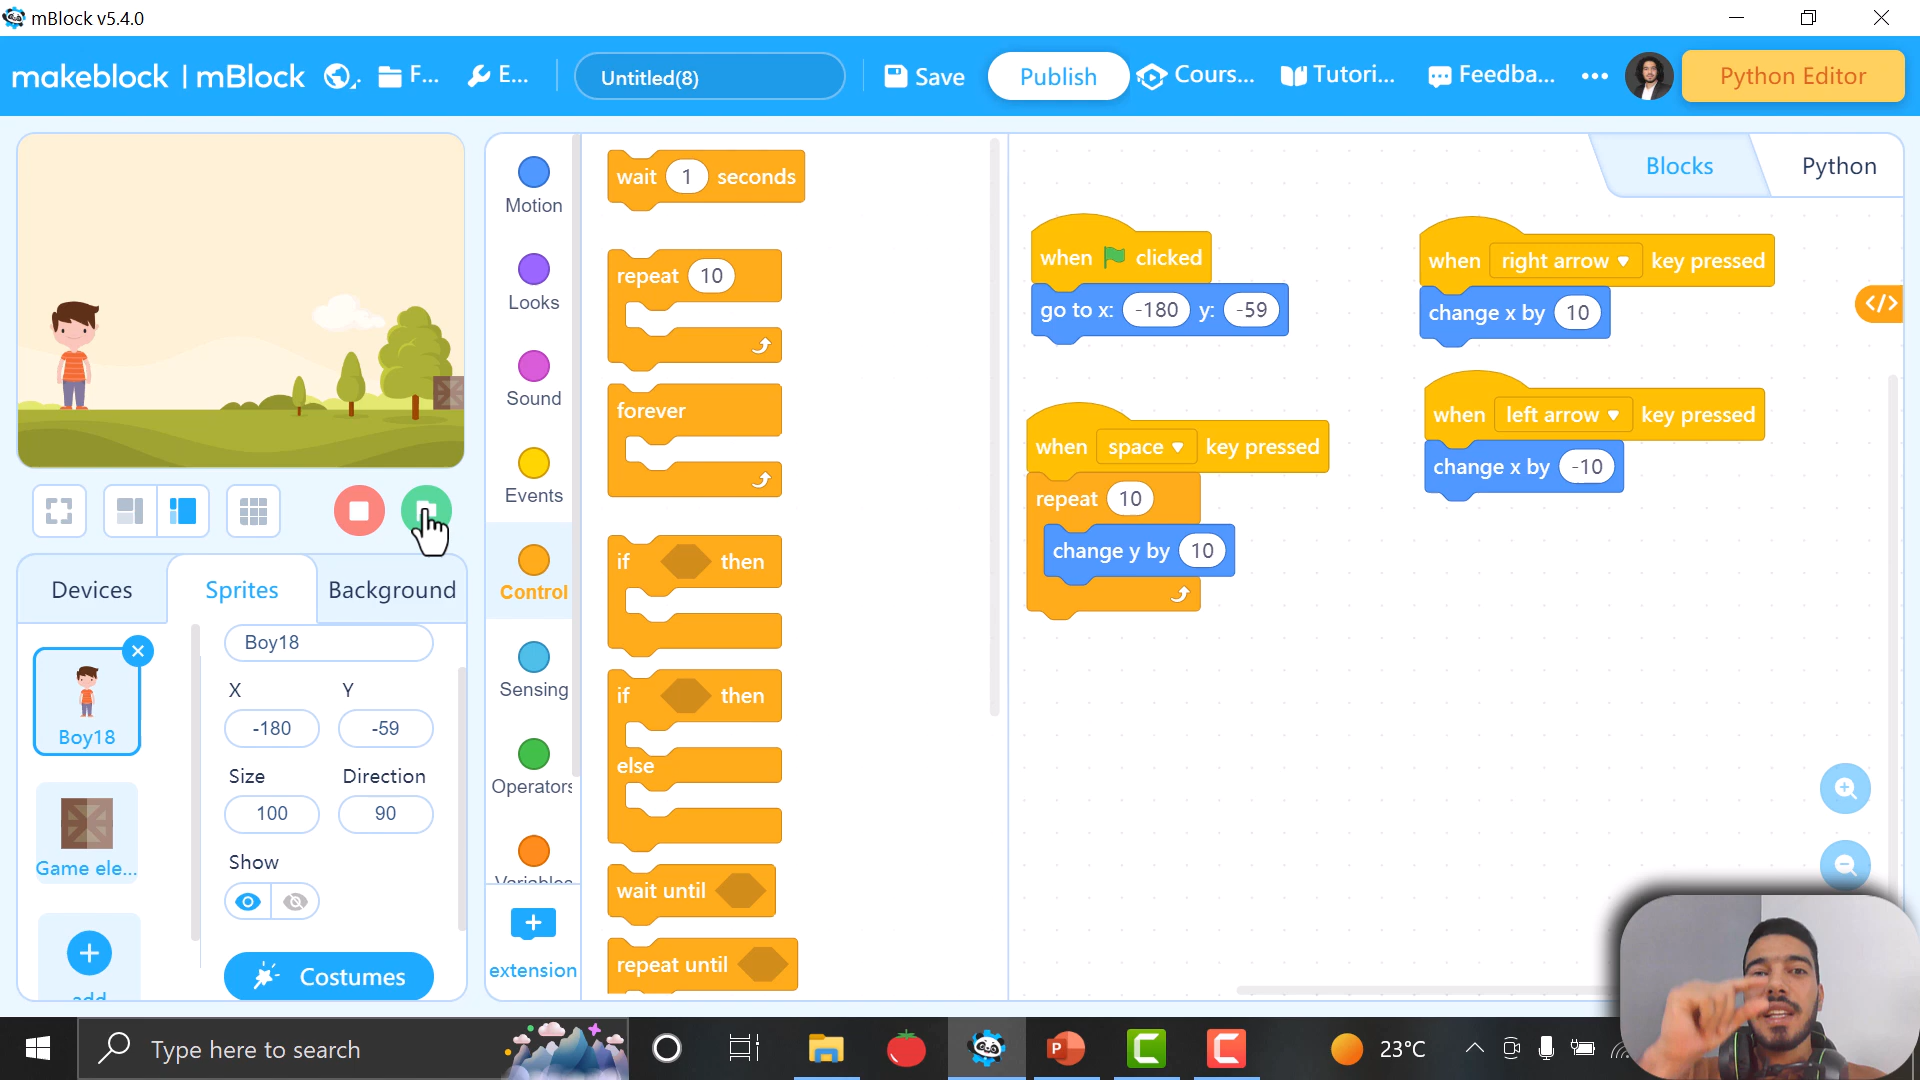 mBlock v5.4.0
makeblock | mBlock
F...
E...
Untitled(8)
Save
Publish
Cours...
Tutori...
Feedba...
Python Editor
Devices
Sprites
Background
Boy18
Game ele...
add
Boy18
X
Y
-180
-59
Size
Direction
100
90
Show
Costumes
Motion
Looks
Sound
Events
Control
Sensing
Operators
Variables
extension
wait 1 seconds
repeat 10
forever
if then
if then
else
wait until
repeat until
Blocks
Python
when clicked
go to x: -180 y: -59
when space key pressed
repeat 10
change y by 10
when right arrow key pressed
change x by 10
when left arrow key pressed
change x by -10
</>
Type here to search
P
23°C